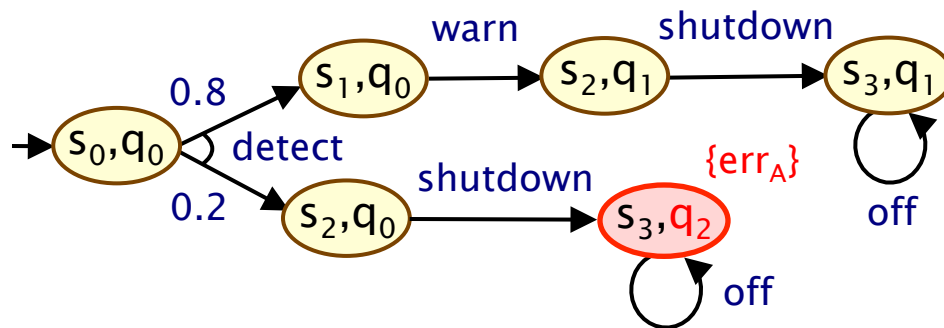 warn
shutdown
s₁,q₀
s₂,q₁
s₃,q₁
0.8
s₀,q₀
detect
{err_A}
shutdown
0.2
s₂,q₀
s₃,q₂
off
off